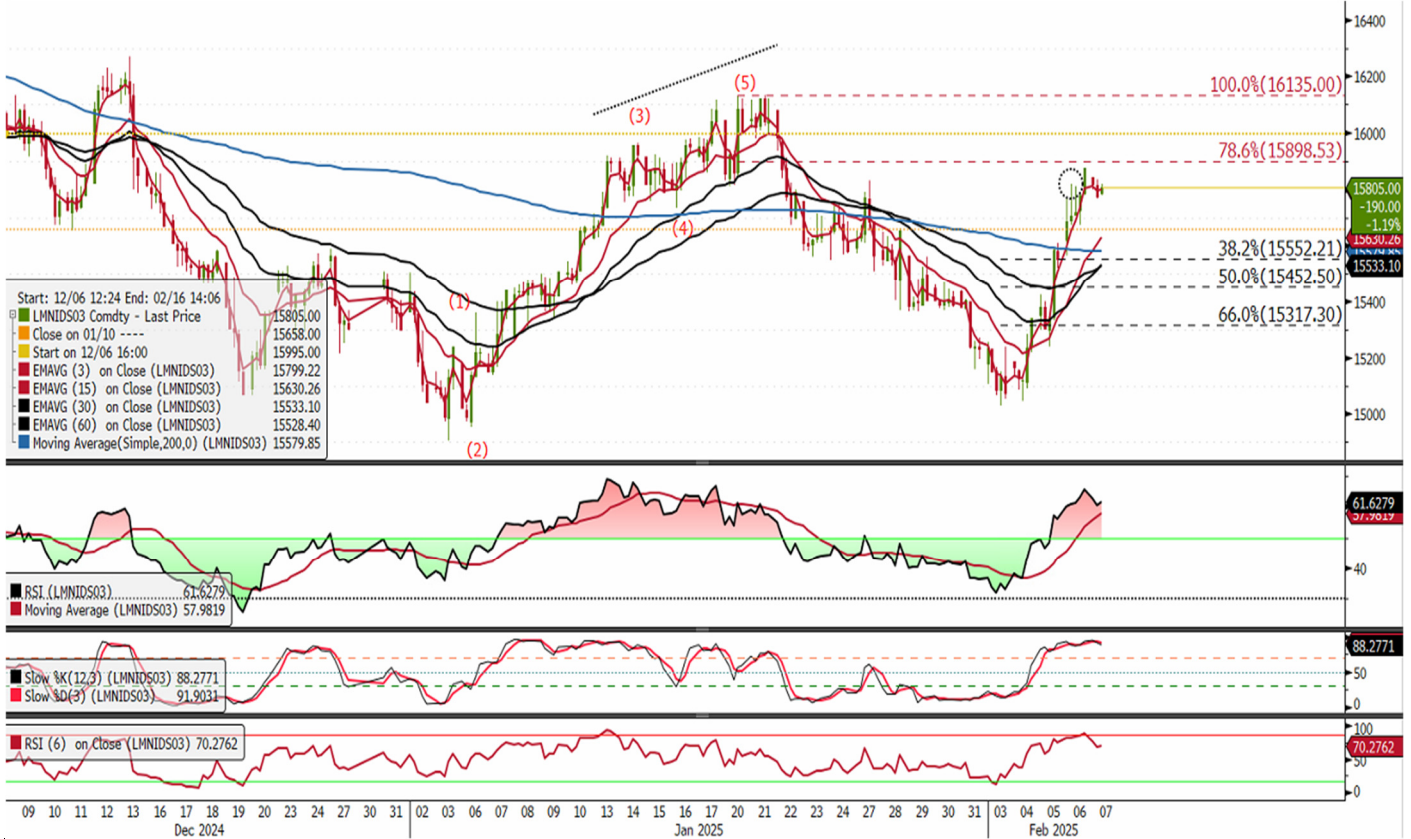 16400
16200
16000
15400
15200
15000
100.0%(16135.00)
78.6%(15898.53)
38.2%(15552.21)
50.0%(15452.50)
66.0%(15317.30)
15805.00
-190.00
-1.19%
15630.26
15579.85
15533.10
(1)
(2)
(3)
(4)
(5)
Start: 12/06 12:24 End: 02/16 14:06
LMNIDS03 Comdty - Last Price 15805.00
Close on 01/10 ---- 15658.00
Start on 12/06 16:00 15995.00
EMAVG (3) on Close (LMNIDS03) 15799.22
EMAVG (15) on Close (LMNIDS03) 15630.26
EMAVG (30) on Close (LMNIDS03) 15533.10
EMAVG (60) on Close (LMNIDS03) 15528.40
Moving Average(Simple,200,0) (LMNIDS03) 15579.85
61.6279
57.9819
40
RSI (LMNIDS03) 61.6279
Moving Average (LMNIDS03) 57.9819
88.2771
50
0
Slow %K(12,3) (LMNIDS03) 88.2771
Slow %D(3) (LMNIDS03) 91.9031
100
70.2762
50
0
RSI (6) on Close (LMNIDS03) 70.2762
09 10 11 12 13 16 17 18 19 20 23 24 27 30 31 02 03 06 07 08 09 10 13 14 15 16 17 20 21 22 23 24 27 28 29 30 31 03 04 05 06 07
Dec 2024 Jan 2025 Feb 2025